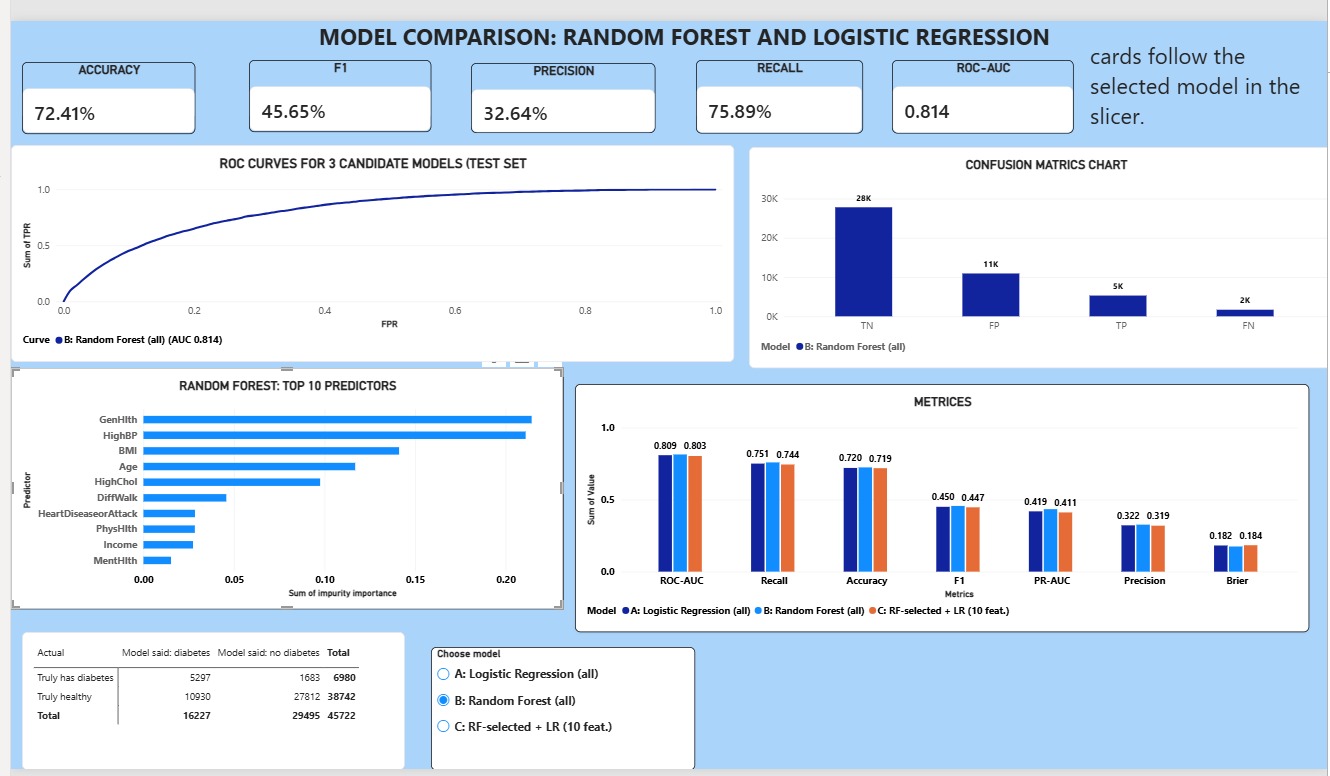 MODEL COMPARISON: RANDOM FOREST AND LOGISTIC REGRESSION
ACCURACY
72.41%
F1
45.65%
PRECISION
32.64%
RECALL
75.89%
ROC-AUC
0.814
cards follow the
selected model in the
slicer.
ROC CURVES FOR 3 CANDIDATE MODELS (TEST SET
Sum of TPR
1.0
0.5
0.0
0.0 0.2 0.4 0.6 0.8 1.0
FPR
Curve B: Random Forest (all) (AUC 0.814)
CONFUSION MATRICS CHART
30K
20K
10K
0K
28K
11K
5K
2K
TN FP TP FN
Model B: Random Forest (all)
RANDOM FOREST: TOP 10 PREDICTORS
Predictor
GenHlth
HighBP
BMI
Age
HighChol
DiffWalk
HeartDiseaseorAttack
PhysHlth
Income
MentHlth
0.00 0.05 0.10 0.15 0.20
Sum of impurity importance
METRICES
Sum of Value
1.0
0.5
0.0
0.809 0.803
0.751 0.744
0.720 0.719
0.450 0.447
0.419 0.411
0.322 0.319
0.182 0.184
ROC-AUC Recall Accuracy F1 PR-AUC Precision Brier
Metrics
Model A: Logistic Regression (all) B: Random Forest (all) C: RF-selected + LR (10 feat.)
Actual Model said: diabetes Model said: no diabetes Total
Truly has diabetes 5297 1683 6980
Truly healthy 10930 27812 38742
Total 16227 29495 45722
Choose model
A: Logistic Regression (all)
B: Random Forest (all)
C: RF-selected + LR (10 feat.)